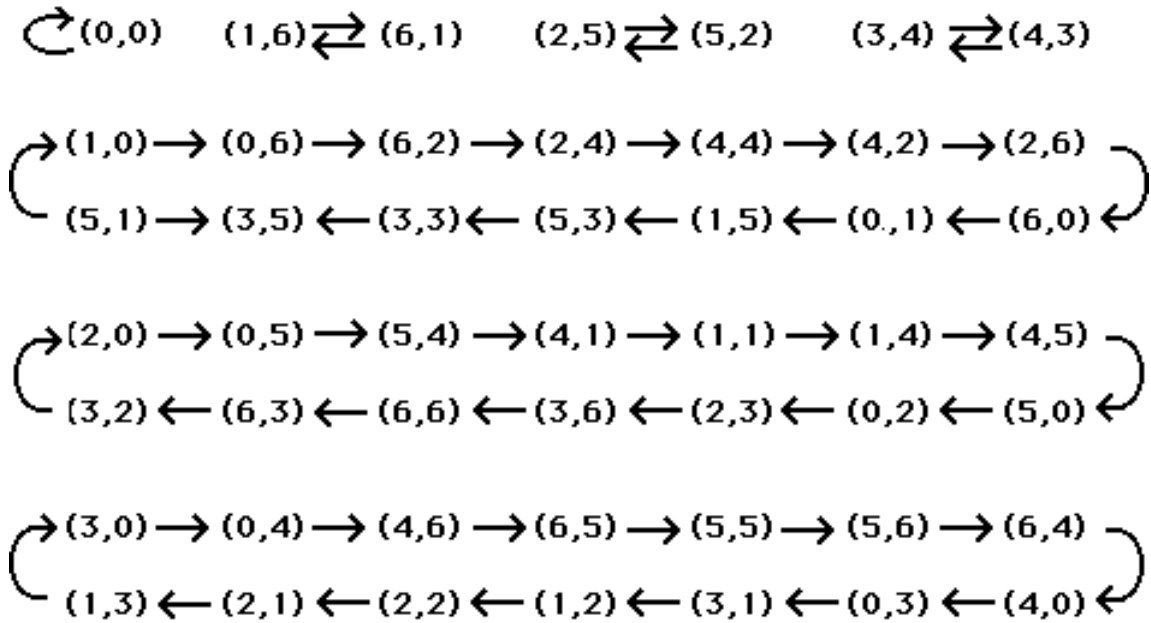 (0,0) (1,6) ⇄ (6,1) (2,5) ⇄ (5,2) (3,4) ⇄ (4,3)
(1,0) → (0,6) → (6,2) → (2,4) → (4,4) → (4,2) → (2,6)
(5,1) → (3,5) ← (3,3) ← (5,3) ← (1,5) ← (0,1) ← (6,0)
(2,0) → (0,5) → (5,4) → (4,1) → (1,1) → (1,4) → (4,5)
(3,2) ← (6,3) ← (6,6) ← (3,6) ← (2,3) ← (0,2) ← (5,0)
(3,0) → (0,4) → (4,6) → (6,5) → (5,5) → (5,6) → (6,4)
(1,3) ← (2,1) ← (2,2) ← (1,2) ← (3,1) ← (0,3) ← (4,0)